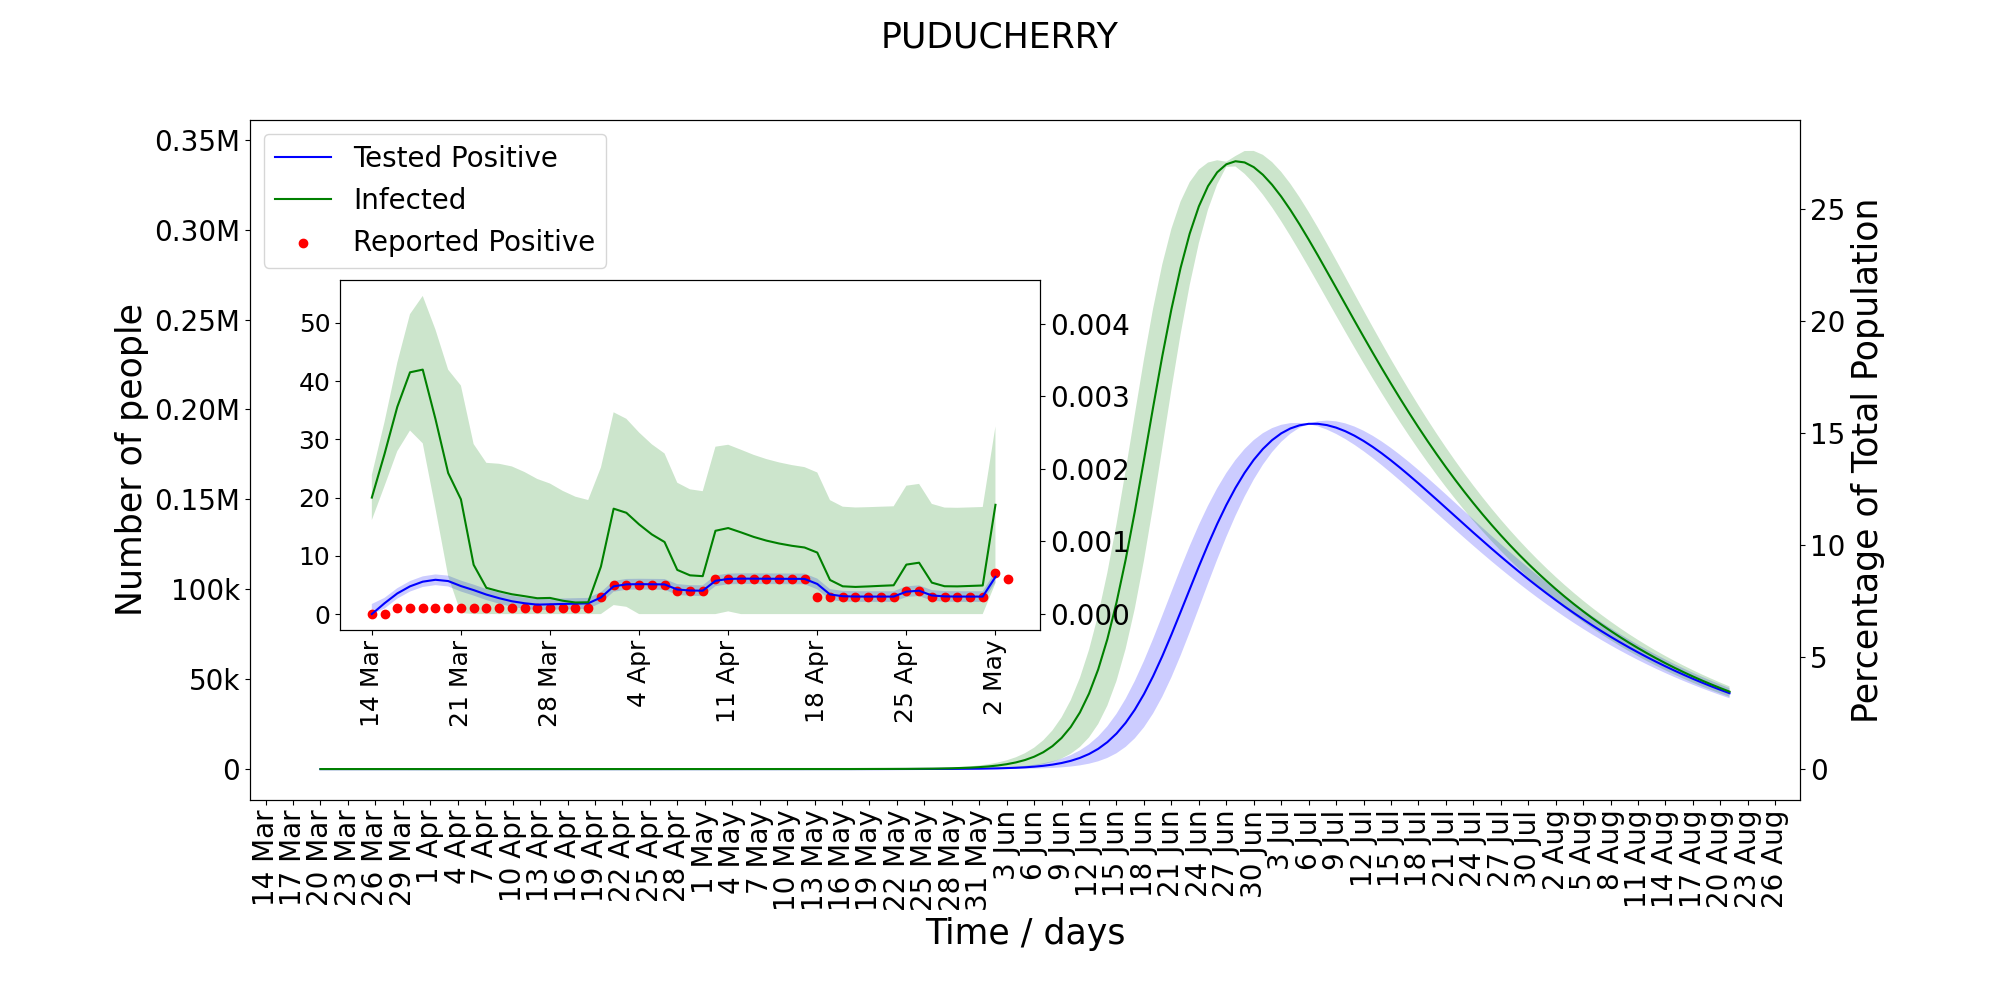 PUDUCHERRY
0.35M
0.30M
0.25M
0.20M
0.15M
100k
50k
0
Number of people
Tested Positive
Infected
Reported Positive
50
40
30
20
10
0
0.004
0.003
0.002
0.001
0.000
14 Mar
21 Mar
28 Mar
4 Apr
11 Apr
18 Apr
25 Apr
2 May
25
20
15
10
5
0
Percentage of Total Population
14 Mar
17 Mar
20 Mar
23 Mar
26 Mar
29 Mar
1 Apr
4 Apr
7 Apr
10 Apr
13 Apr
16 Apr
19 Apr
22 Apr
25 Apr
28 Apr
1 May
4 May
7 May
10 May
13 May
16 May
19 May
22 May
25 May
28 May
31 May
3 Jun
6 Jun
9 Jun
12 Jun
15 Jun
18 Jun
21 Jun
24 Jun
27 Jun
30 Jun
3 Jul
6 Jul
9 Jul
12 Jul
15 Jul
18 Jul
21 Jul
24 Jul
27 Jul
30 Jul
2 Aug
5 Aug
8 Aug
11 Aug
14 Aug
17 Aug
20 Aug
23 Aug
26 Aug
Time / days